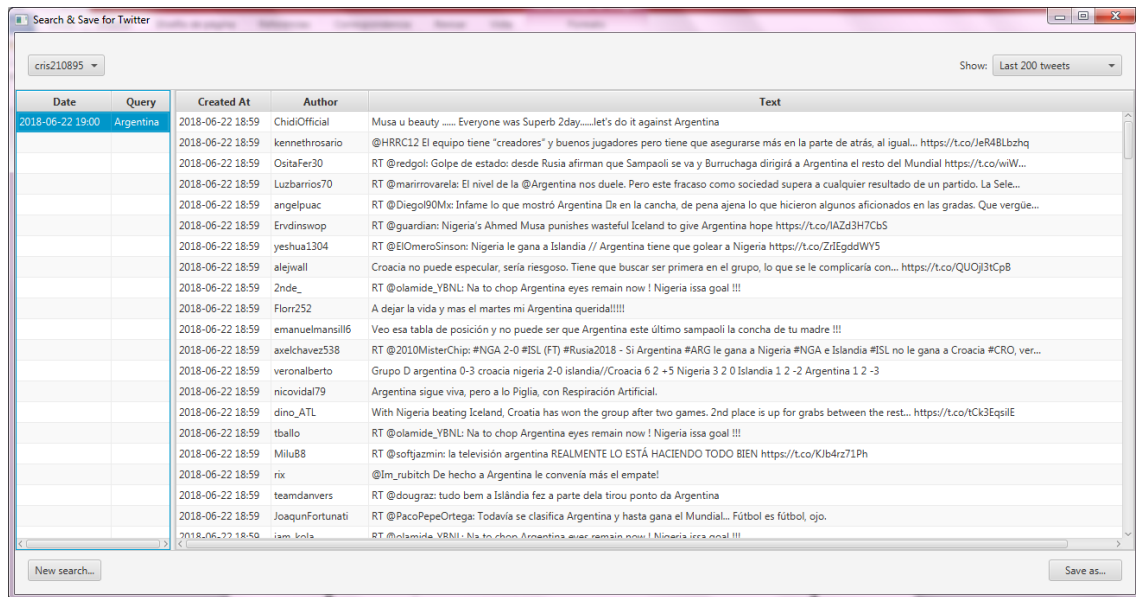 Search & Save for Twitter
cris210895
Show: Last 200 tweets
Date Query Created At Author Text
2018-06-22 19:00 Argentina 2018-06-22 18:59 ChidiOfficial Musa u beauty ...... Everyone was Superb 2day......let's do it against Argentina
2018-06-22 18:59 kennethrosario @HRRC12 El equipo tiene "creadores" y buenos jugadores pero tiene que asegurarse más en la parte de atrás, al igual... https://t.co/JeR4BLbzhq
2018-06-22 18:59 OsitaFer30 RT @redgol: Golpe de estado: desde Rusia afirman que Sampaoli se va y Burruchaga dirigirá a Argentina el resto del Mundial https://t.co/wiW...
2018-06-22 18:59 Luzbarrios70 RT @marirrovarela: El nivel de la @Argentina nos duele. Pero este fracaso como sociedad supera a cualquier resultado de un partido. La Sele...
2018-06-22 18:59 angelpuac RT @Diegol90Mx: Infame lo que mostró Argentina en la cancha, de pena ajena lo que hicieron algunos aficionados en las gradas. Que vergüe...
2018-06-22 18:59 Ervdinswop RT @guardian: Nigeria's Ahmed Musa punishes wasteful Iceland to give Argentina hope https://t.co/IAZd3H7CbS
2018-06-22 18:59 yeshua1304 RT @ElOmeroSinson: Nigeria le gana a Islandia // Argentina tiene que golear a Nigeria https://t.co/ZrIEgddWY5
2018-06-22 18:59 alejwall Croacia no puede especular, sería riesgoso. Tiene que buscar ser primera en el grupo, lo que se le complicaría con... https://t.co/QUOjl3tCpB
2018-06-22 18:59 2nde_ RT @olamide_YBNL: Na to chop Argentina eyes remain now ! Nigeria issa goal !!!
2018-06-22 18:59 Florr252 A dejar la vida y mas el martes mi Argentina querida!!!!!
2018-06-22 18:59 emanuelmansill6 Veo esa tabla de posición y no puede ser que Argentina este último sampaoli la concha de tu madre !!!
2018-06-22 18:59 axelchavez538 RT @2010MisterChip: #NGA 2-0 #ISL (FT) #Rusia2018 - Si Argentina #ARG le gana a Nigeria #NGA e Islandia #ISL no le gana a Croacia #CRO, ver...
2018-06-22 18:59 veronalberto Grupo D argentina 0-3 croacia nigeria 2-0 islandia//Croacia 6 2 +5 Nigeria 3 2 0 Islandia 1 2 -2 Argentina 1 2 -3
2018-06-22 18:59 nicovidal79 Argentina sigue viva, pero a lo Piglia, con Respiración Artificial.
2018-06-22 18:59 dino_ATL With Nigeria beating Iceland, Croatia has won the group after two games. 2nd place is up for grabs between the rest... https://t.co/tCk3EqsilE
2018-06-22 18:59 tballo RT @olamide_YBNL: Na to chop Argentina eyes remain now ! Nigeria issa goal !!!
2018-06-22 18:59 MiluB8 RT @softjazmin: la televisión argentina REALMENTE LO ESTÁ HACIENDO TODO BIEN https://t.co/KJb4rz71Ph
2018-06-22 18:59 rix @Im_rubitch De hecho a Argentina le convenía más el empate!
2018-06-22 18:59 teamdanvers RT @dougraz: tudo bem a Islândia fez a parte dela tirou ponto da Argentina
2018-06-22 18:59 JoaqunFortunati RT @PacoPepeOrtega: Todavía se clasifica Argentina y hasta gana el Mundial... Fútbol es fútbol, ojo.
2018-06-22 18:59 iam_kola RT @olamide_YBNL: Na to chop Argentina eyes remain now ! Nigeria issa goal !!!
New search... Save as...